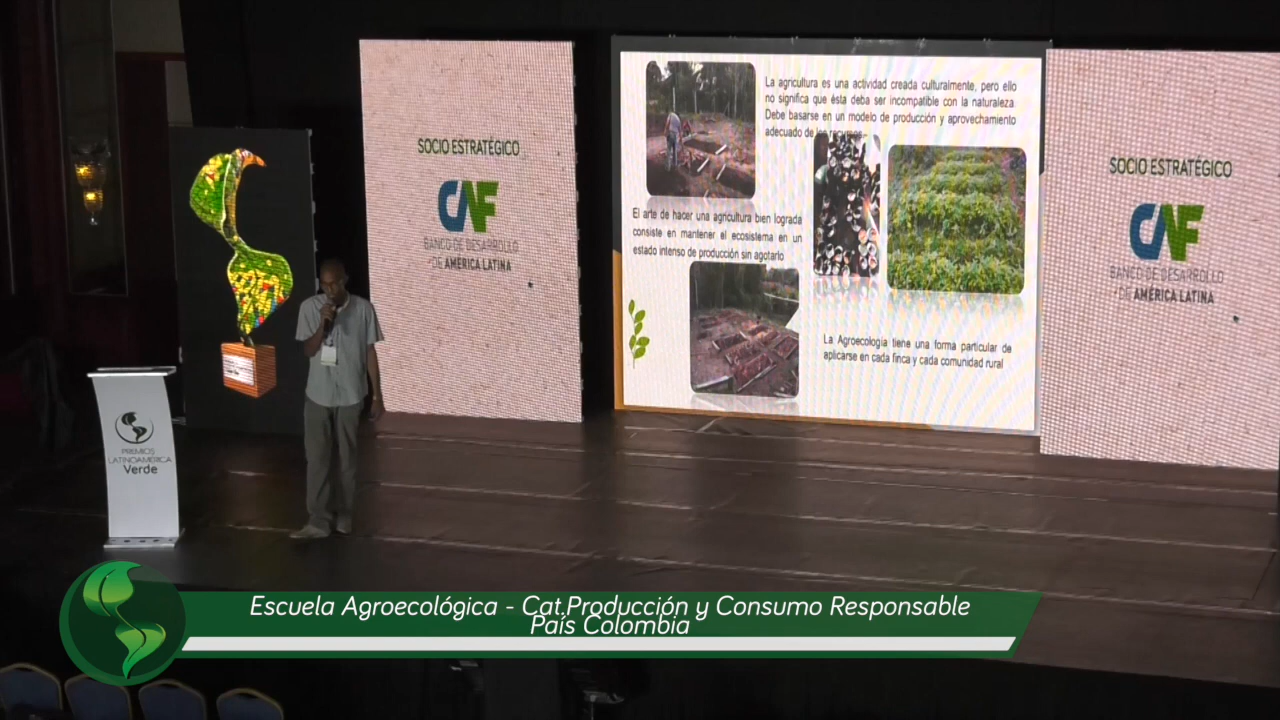 SOCIO ESTRATÉGICO
CAF
BANCO DE DESARROLLO
DE AMÉRICA LATINA
La agricultura es una actividad creada culturalmente, pero ello
no significa que ésta deba ser incompatible con la naturaleza.
Debe basarse en un modelo de producción y aprovechamiento
adecuado de los recursos.
El arte de hacer una agricultura bien lograda
consiste en mantener el ecosistema en un
estado intenso de producción sin agotarlo
La Agroecología tiene una forma particular de
aplicarse en cada finca y cada comunidad rural
SOCIO ESTRATÉGICO
CAF
BANCO DE DESARROLLO
DE AMÉRICA LATINA
PREMIOS
LATINOAMÉRICA
Verde
Escuela Agroecológica - Cat.Producción y Consumo Responsable
País Colombia